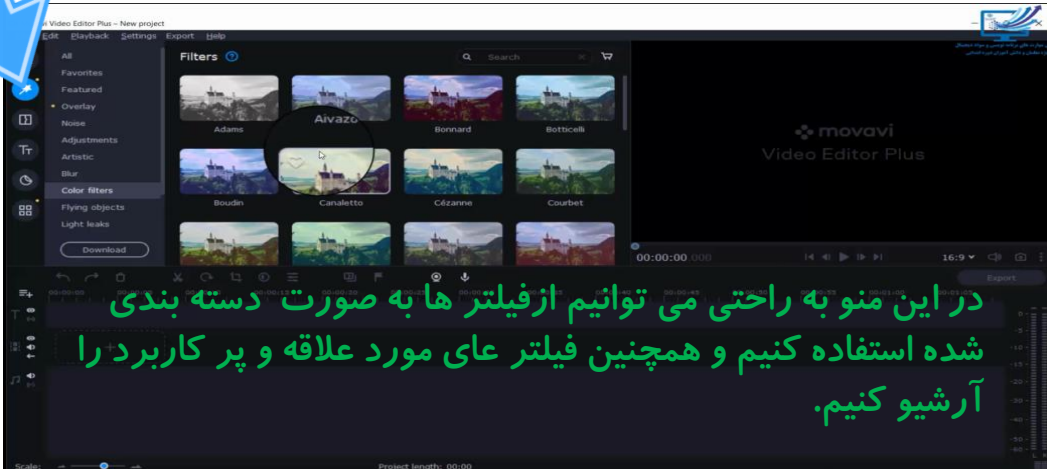 i Video Editor Plus – New project
Edit Playback Settings Export Help
All
Favorites
Featured
Overlay
Noise
Adjustments
Artistic
Blur
Color filters
Flying objects
Light leaks
Download
Filters
Search
Adams
Aivazo
Bonnard
Botticelli
Boudin
Canaletto
Cézanne
Courbet
movavi
Video Editor Plus
00:00:00.000
16:9
Export
در این منو به راحتی می توانیم ازفیلتر ها به صورت دسته بندی
شده استفاده کنیم و همچنین فیلتر عای مورد علاقه و پر کاربرد را
آرشیو کنیم.
Scale:
Project length: 00:00